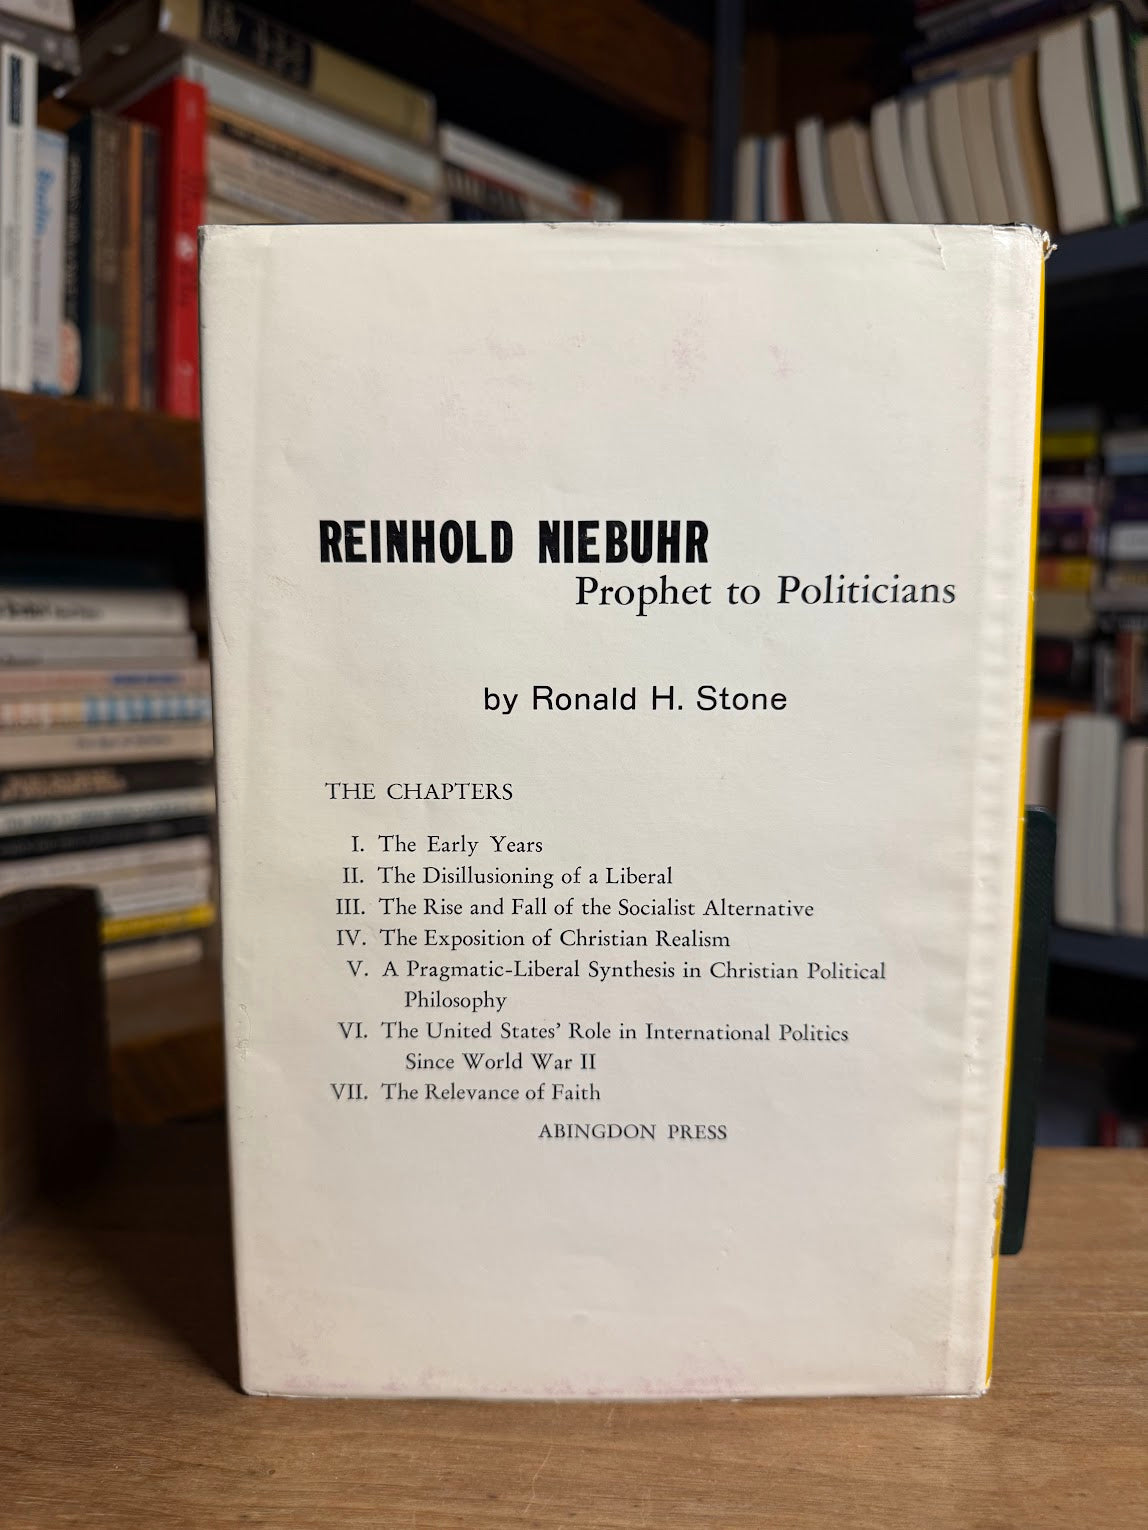 REINHOLD NIEBUHR
Prophet to Politicians
by Ronald H. Stone
THE CHAPTERS
I. The Early Years
II. The Disillusioning of a Liberal
III. The Rise and Fall of the Socialist Alternative
IV. The Exposition of Christian Realism
V. A Pragmatic-Liberal Synthesis in Christian Political
Philosophy
VI. The United States’ Role in International Politics
Since World War II
VII. The Relevance of Faith
ABINGDON PRESS